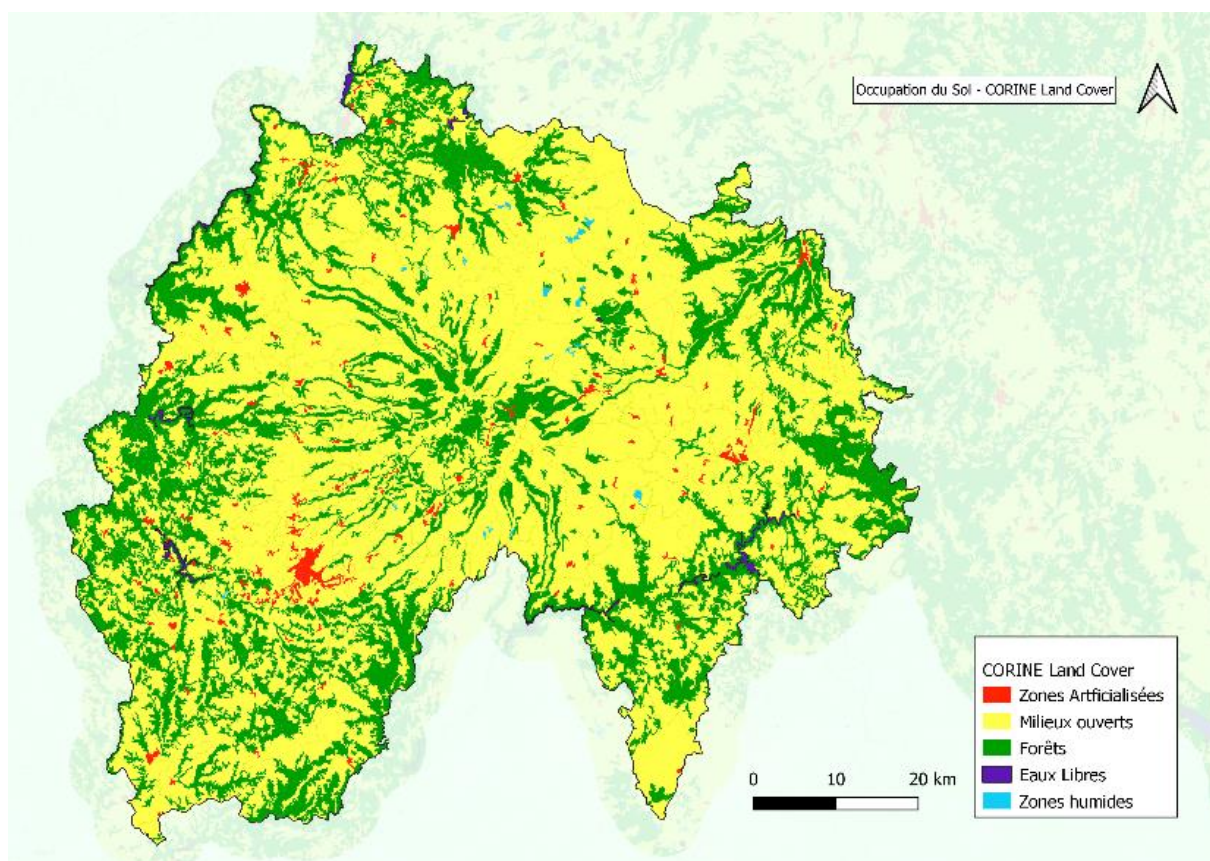 Occupation du Sol - CORINE Land Cover
CORINE Land Cover
Zones Artficialisées
Milieux ouverts
Forêts
Eaux Libres
Zones humides
0 10 20 km